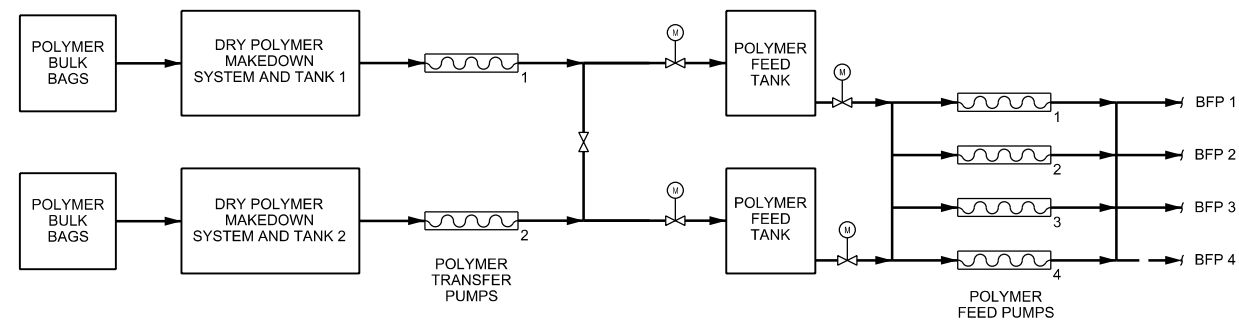 POLYMER
BULK
BAGS
DRY POLYMER
MAKEDOWN
SYSTEM AND TANK 1
1
M
POLYMER
FEED
TANK
M
1
BFP 1
2
BFP 2
POLYMER
BULK
BAGS
DRY POLYMER
MAKEDOWN
SYSTEM AND TANK 2
2
POLYMER
TRANSFER
PUMPS
M
POLYMER
FEED
TANK
M
3
BFP 3
4
BFP 4
POLYMER
FEED PUMPS